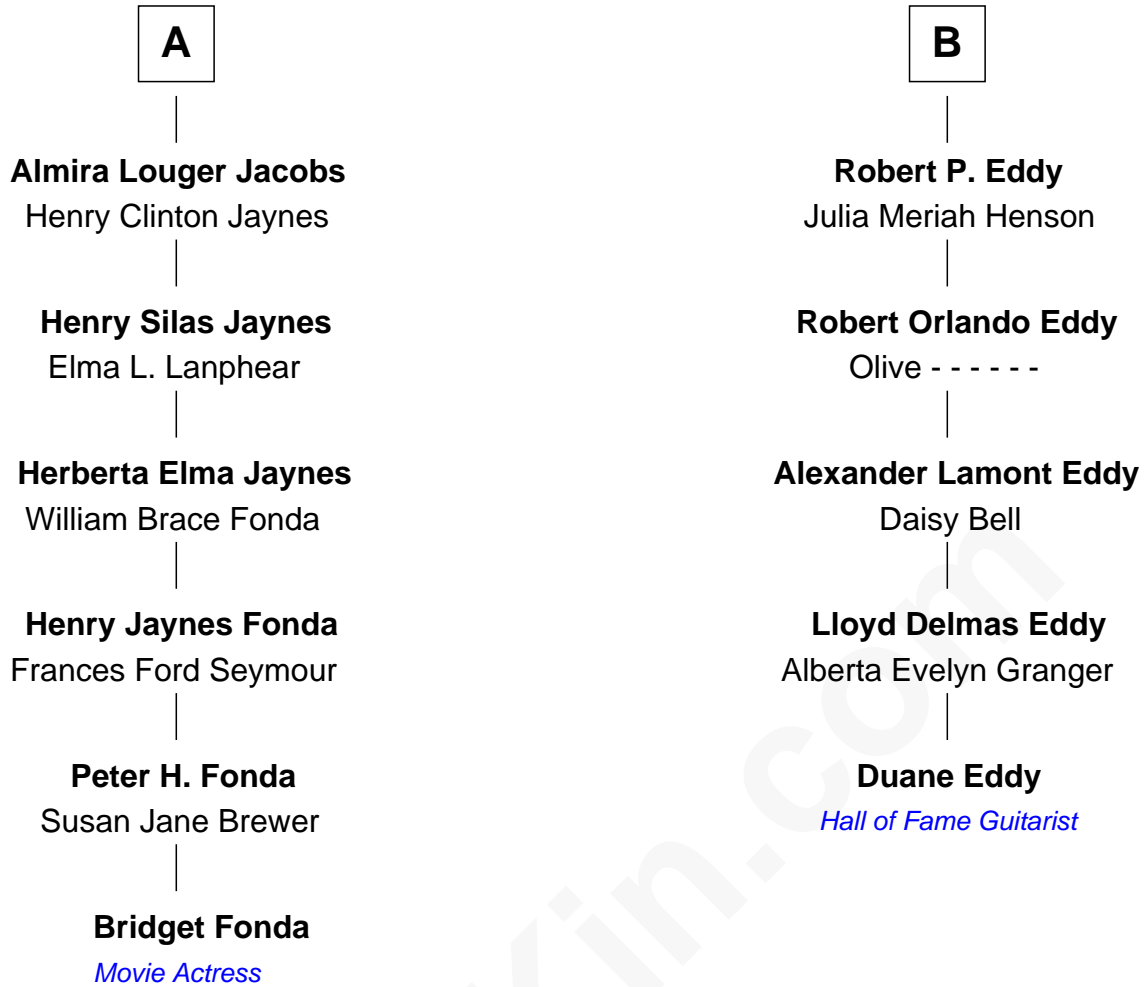 A
Almira Louger Jacobs
Henry Clinton Jaynes
Henry Silas Jaynes
Elma L. Lanphear
Herberta Elma Jaynes
William Brace Fonda
Henry Jaynes Fonda
Frances Ford Seymour
Peter H. Fonda
Susan Jane Brewer
Bridget Fonda
Movie Actress
B
Robert P. Eddy
Julia Meriah Henson
Robert Orlando Eddy
Olive - - - - - -
Alexander Lamont Eddy
Daisy Bell
Lloyd Delmas Eddy
Alberta Evelyn Granger
Duane Eddy
Hall of Fame Guitarist
Kin.com